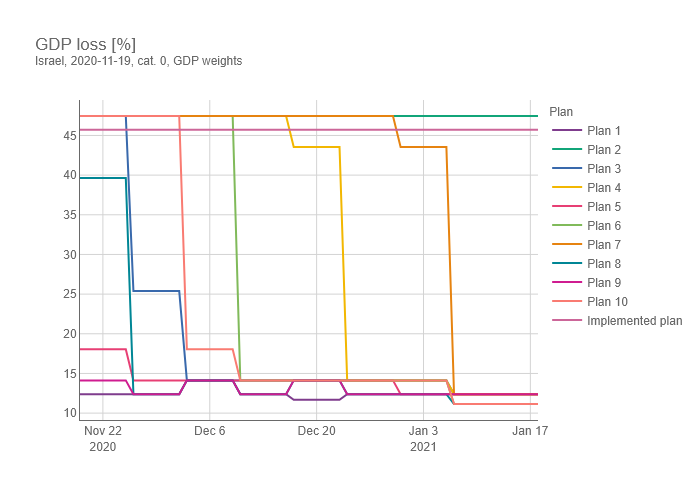 GDP loss [%]
Israel, 2020-11-19, cat. 0, GDP weights
45
40
35
30
25
20
15
10
Nov 22
2020
Dec 6
Dec 20
Jan 3
2021
Jan 17
Plan
Plan 1
Plan 2
Plan 3
Plan 4
Plan 5
Plan 6
Plan 7
Plan 8
Plan 9
Plan 10
Implemented plan